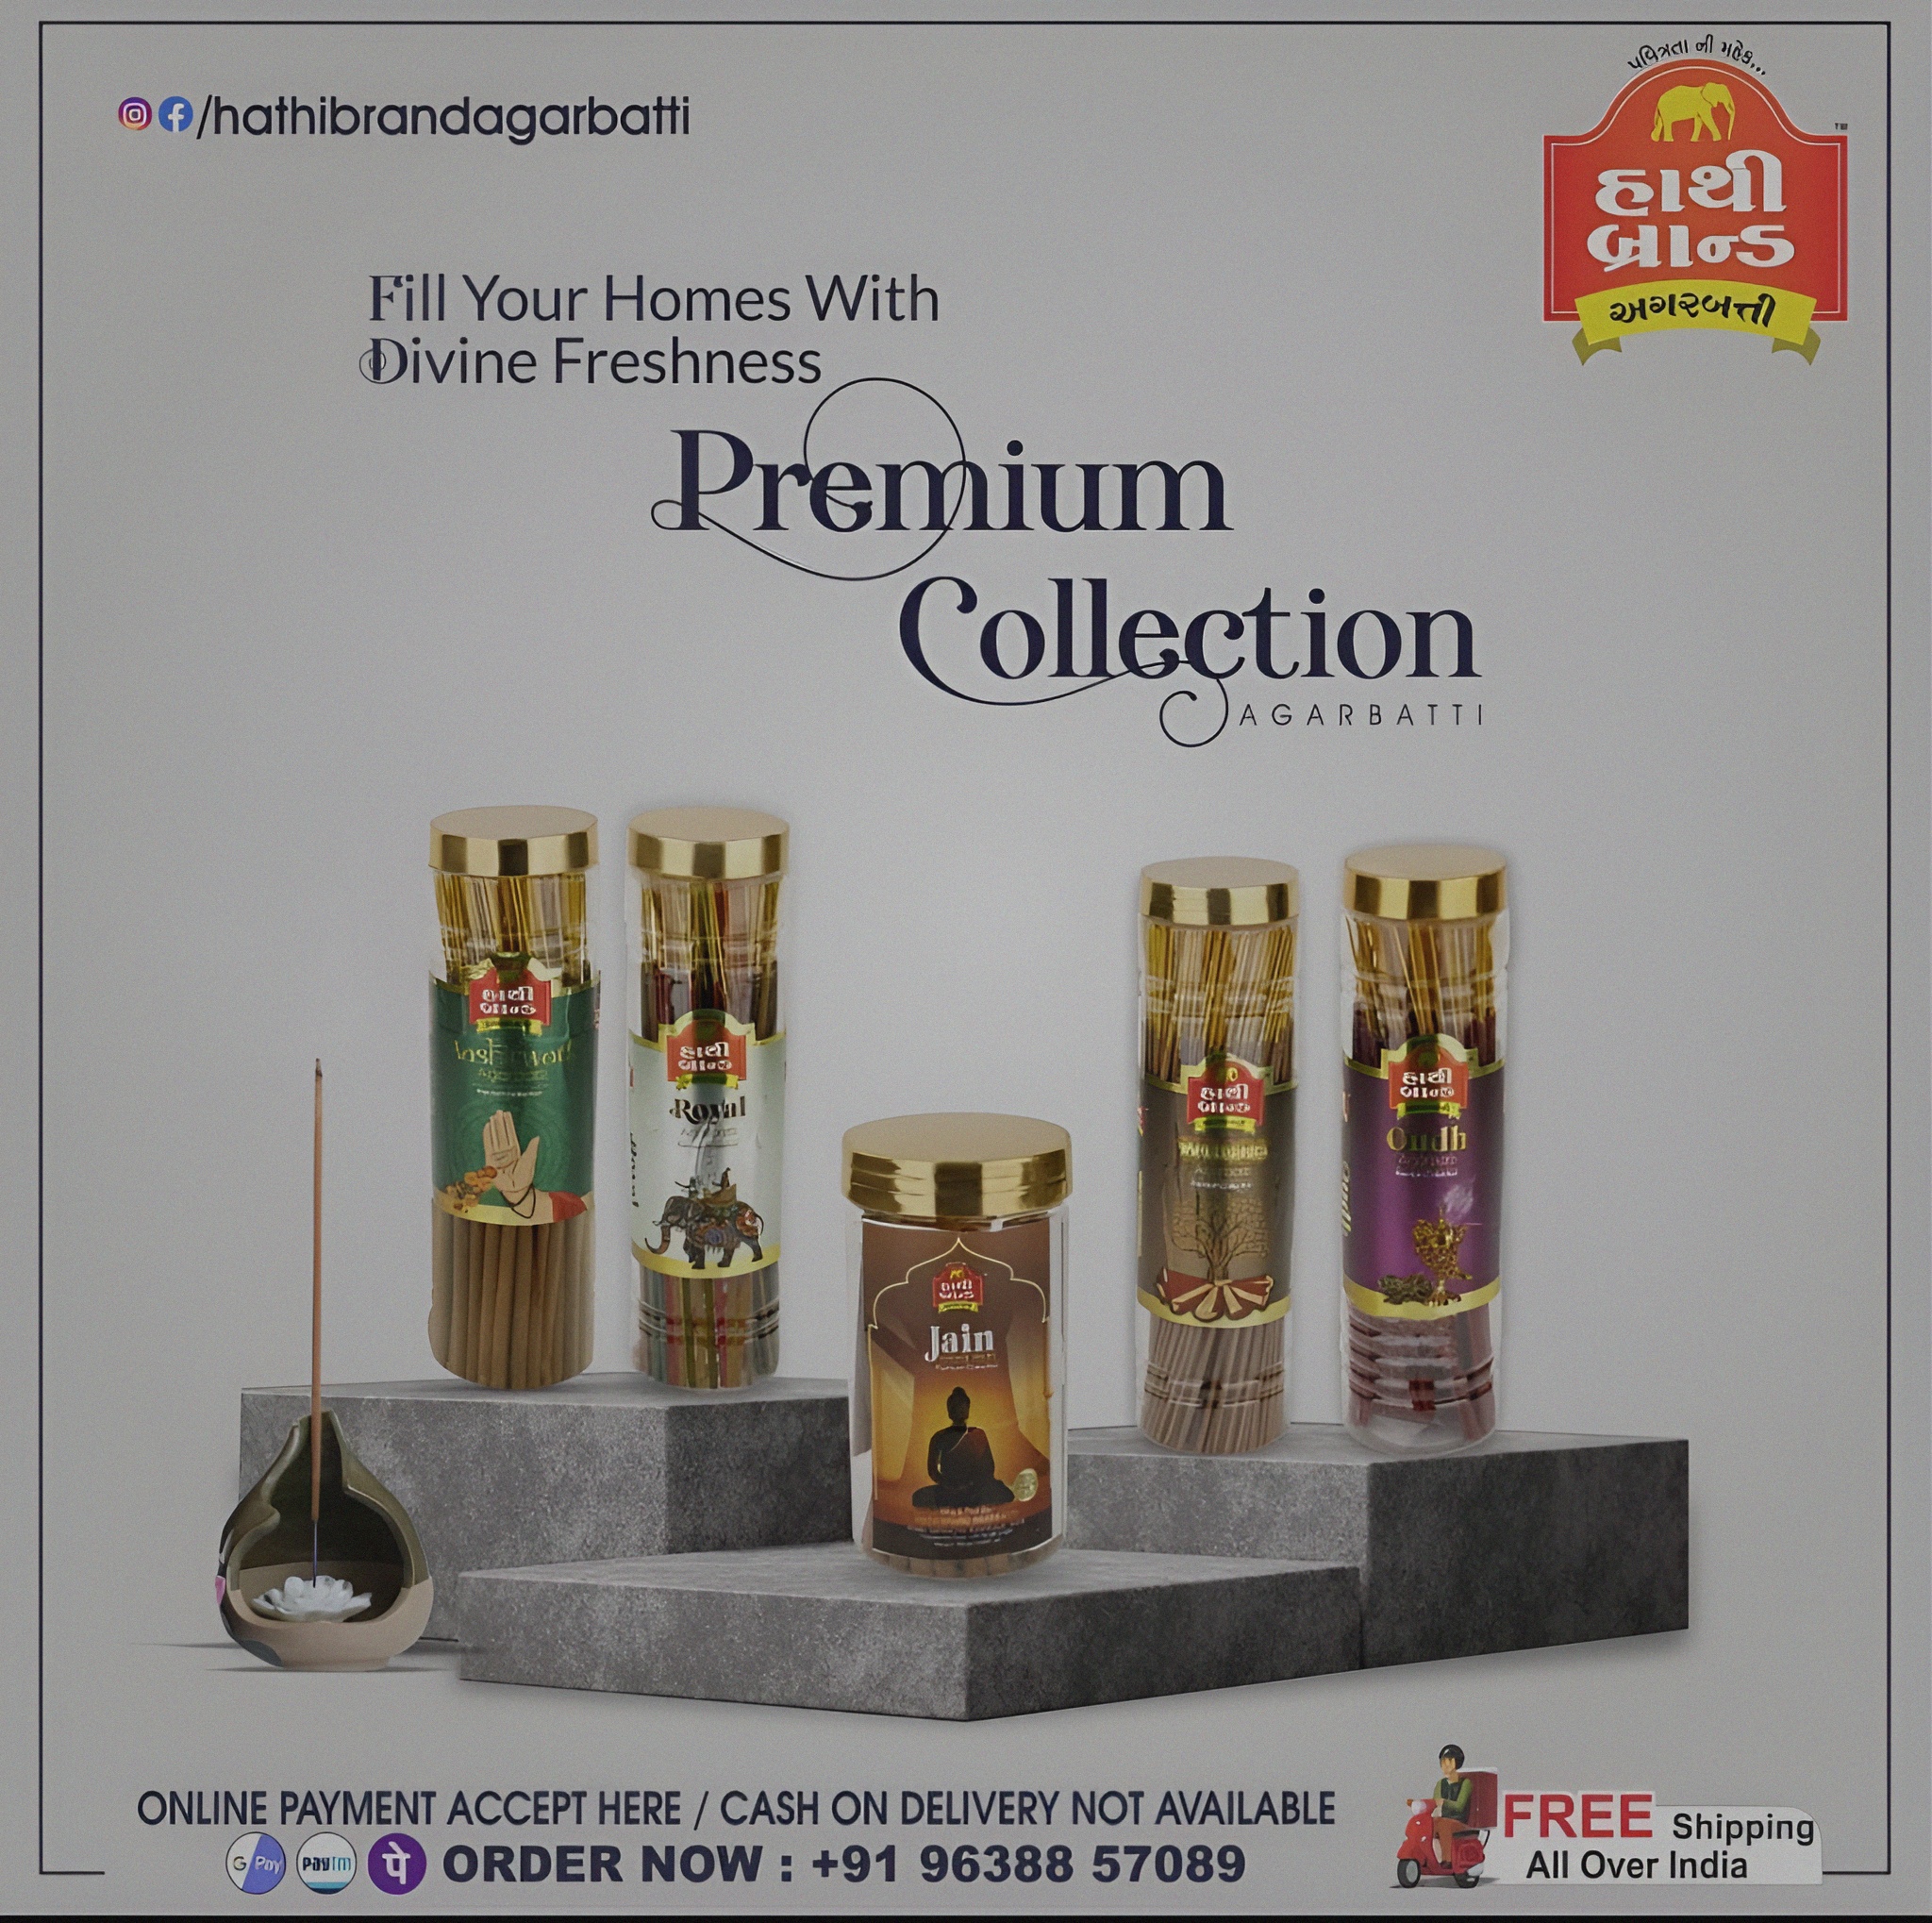 /hathibrandagarbatti
પવિત્રતા ની મહેક...
હાથી
બ્રાન્ડ
અગરબત્તી
TM
Fill Your Homes With
Divine Freshness
Premium
Collection
AGARBATTI
હાથી
બ્રાન્ડ
હાથી
બ્રાન્ડ
Royal
હાથી
બ્રાન્ડ
Jain
હાથી
બ્રાન્ડ
હાથી
બ્રાન્ડ
Oudh
ONLINE PAYMENT ACCEPT HERE / CASH ON DELIVERY NOT AVAILABLE
G Pay Paytm पे ORDER NOW : +91 96388 57089
FREE Shipping
All Over India